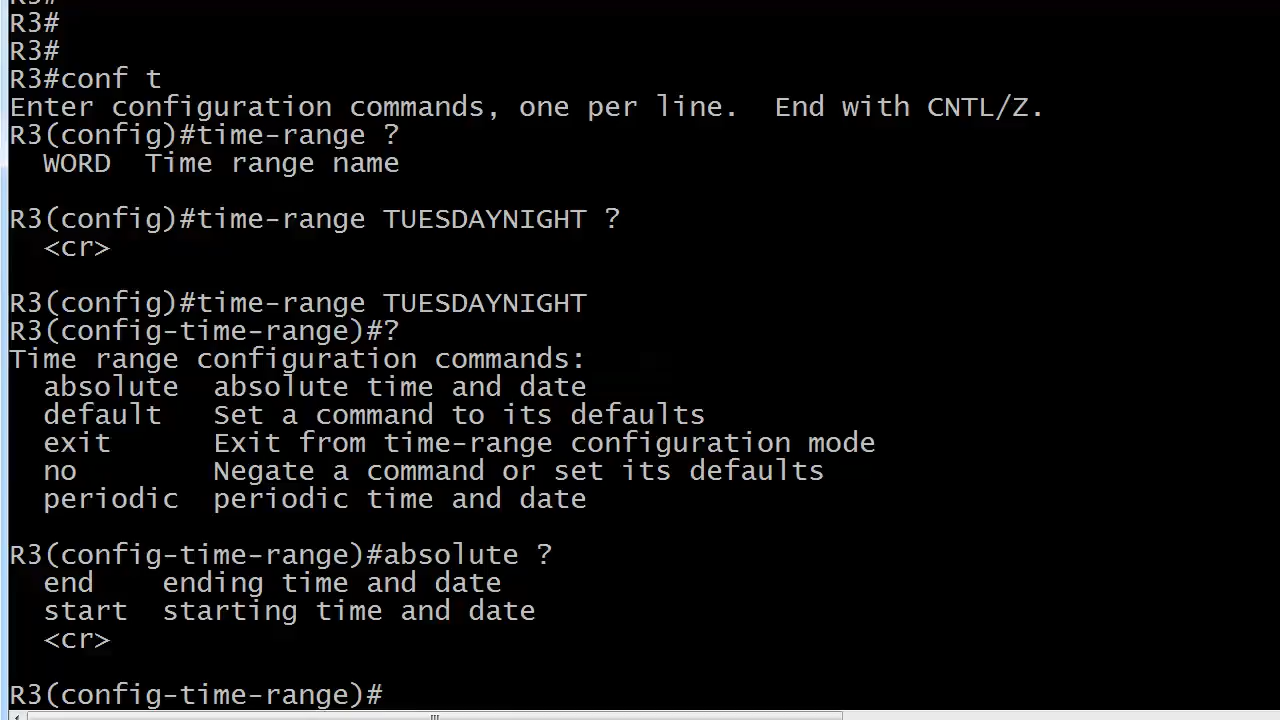 R3#
R3#
R3#
R3#conf t
Enter configuration commands, one per line.  End with CNTL/Z.
R3(config)#time-range ?
  WORD  Time range name
R3(config)#time-range TUESDAYNIGHT ?
  <cr>
R3(config)#time-range TUESDAYNIGHT
R3(config-time-range)#?
Time range configuration commands:
  absolute  absolute time and date
  default   Set a command to its defaults
  exit      Exit from time-range configuration mode
  no        Negate a command or set its defaults
  periodic  periodic time and date
R3(config-time-range)#absolute ?
  end    ending time and date
  start  starting time and date
  <cr>
R3(config-time-range)#